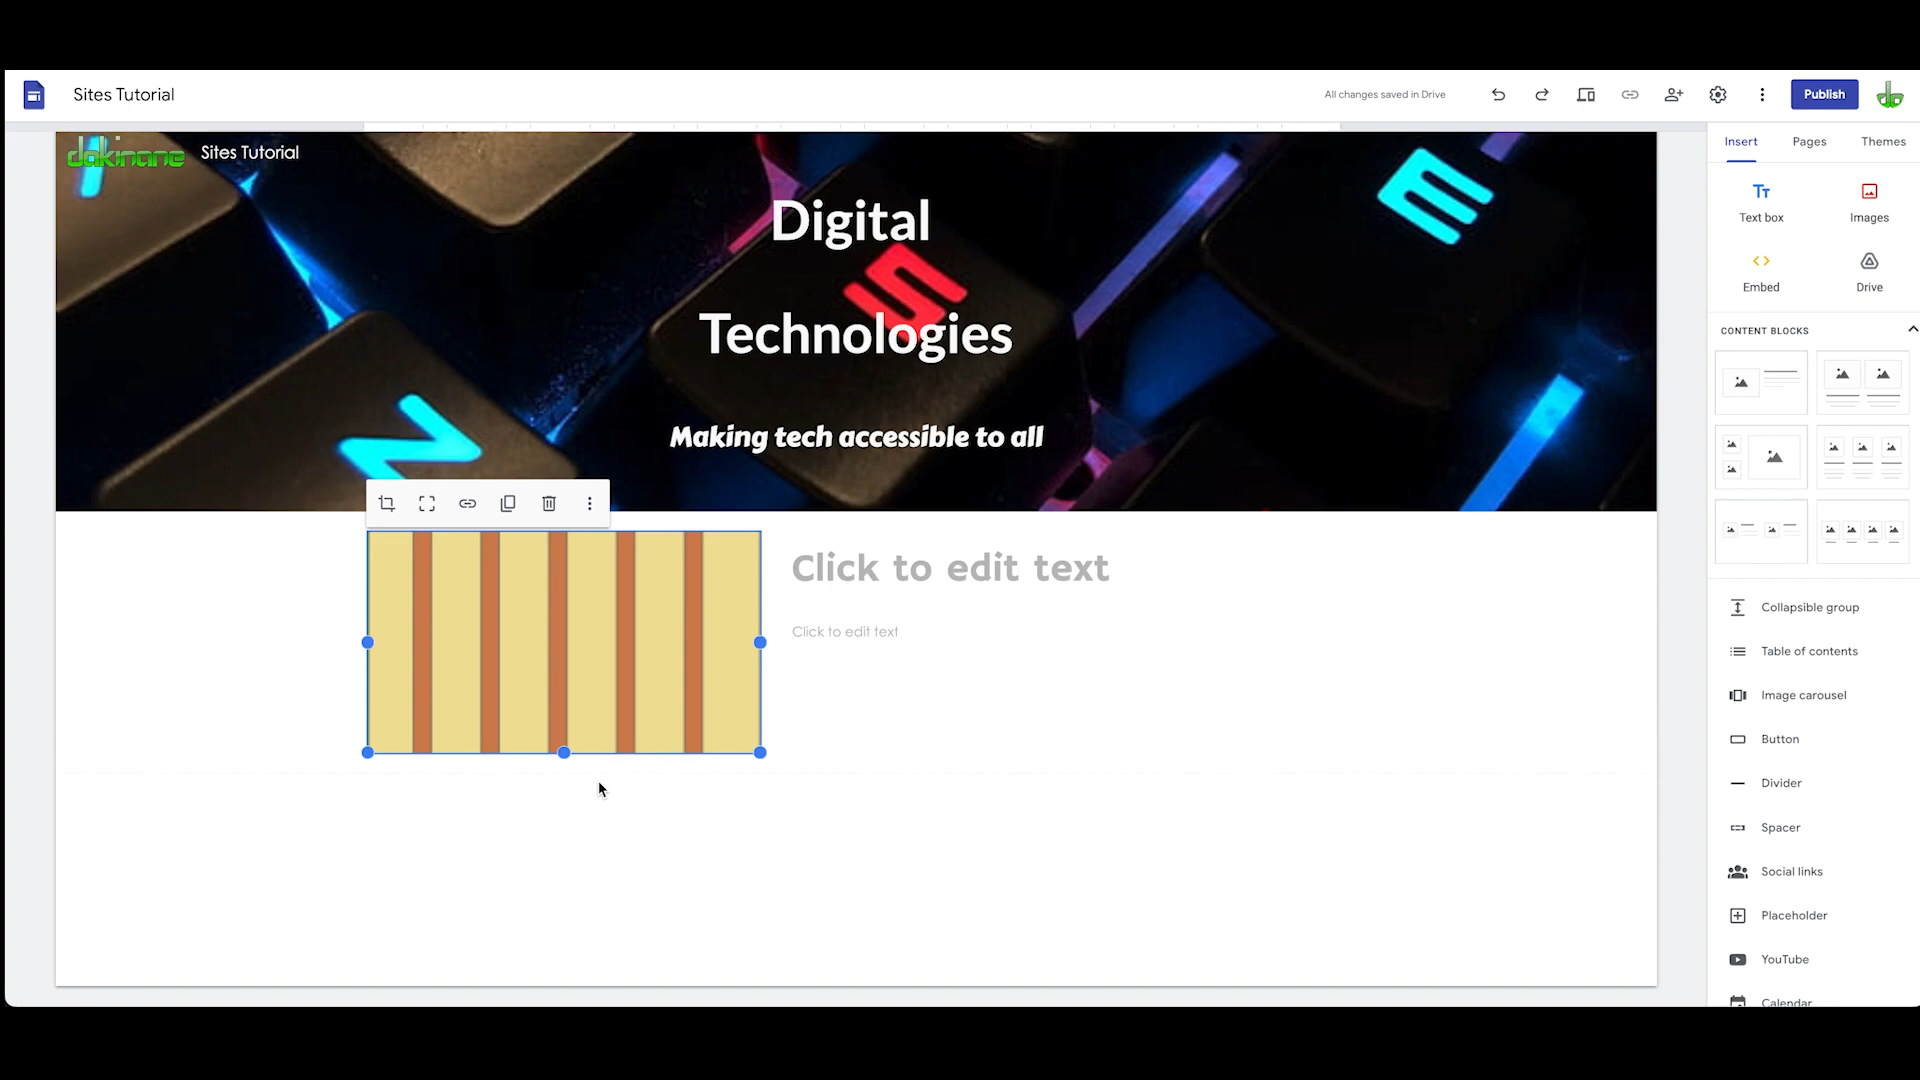 Sites Tutorial
All changes saved in Drive
Publish
dakinane
Sites Tutorial
Digital
Technologies
Making tech accessible to all
Click to edit text
Click to edit text
Insert
Pages
Themes
Tt
Text box
Images
Embed
Drive
CONTENT BLOCKS
Collapsible group
Table of contents
Image carousel
Button
Divider
Spacer
Social links
Placeholder
YouTube
Calendar